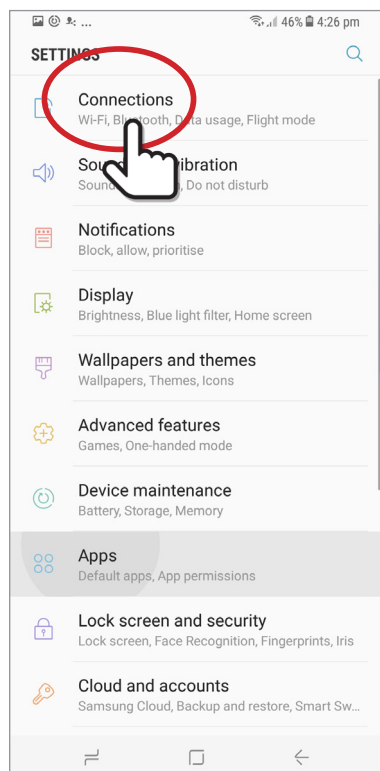 ... 46% 4:26 pm
SETTINGS
Connections
Wi-Fi, Bluetooth, Data usage, Flight mode
Sou vibration
Sound , Do not disturb
Notifications
Block, allow, prioritise
Display
Brightness, Blue light filter, Home screen
Wallpapers and themes
Wallpapers, Themes, Icons
Advanced features
Games, One-handed mode
Device maintenance
Battery, Storage, Memory
Apps
Default apps, App permissions
Lock screen and security
Lock screen, Face Recognition, Fingerprints, Iris
Cloud and accounts
Samsung Cloud, Backup and restore, Smart Sw...